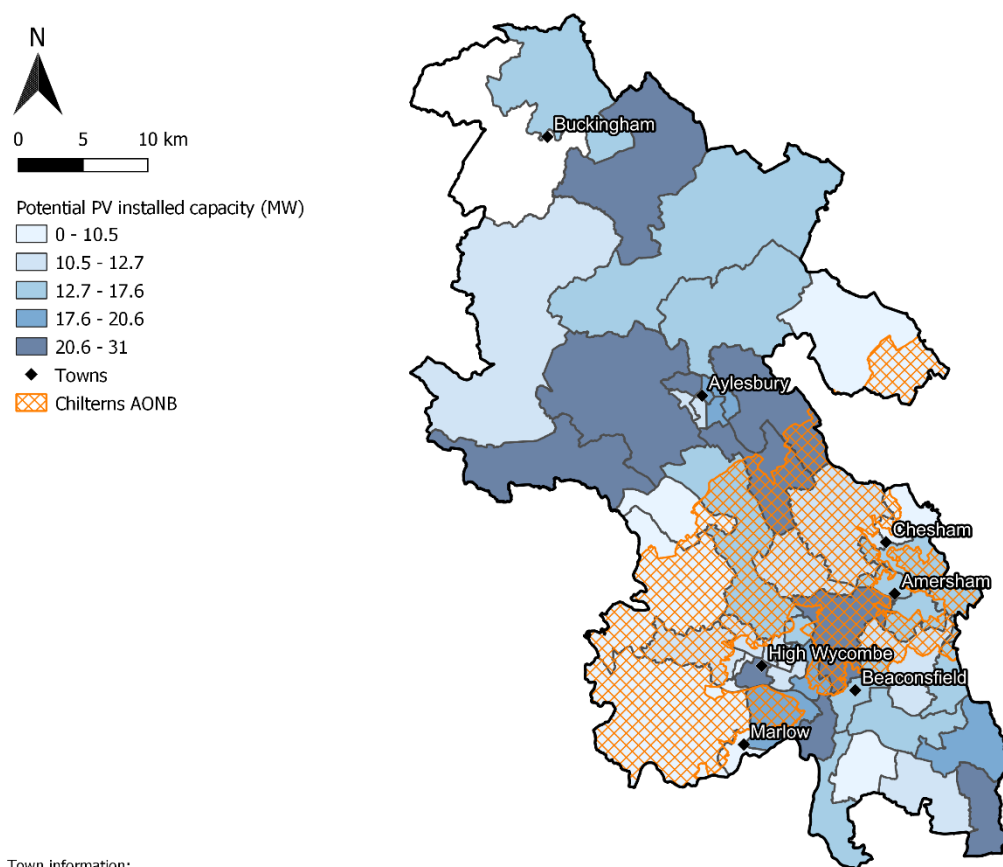 N
0 5 10 km
Potential PV installed capacity (MW)
0 - 10.5
10.5 - 12.7
12.7 - 17.6
17.6 - 20.6
20.6 - 31
Towns
Chilterns AONB
Buckingham
Aylesbury
Chesham
Amersham
High Wycombe
Beaconsfield
Marlow
Town information: